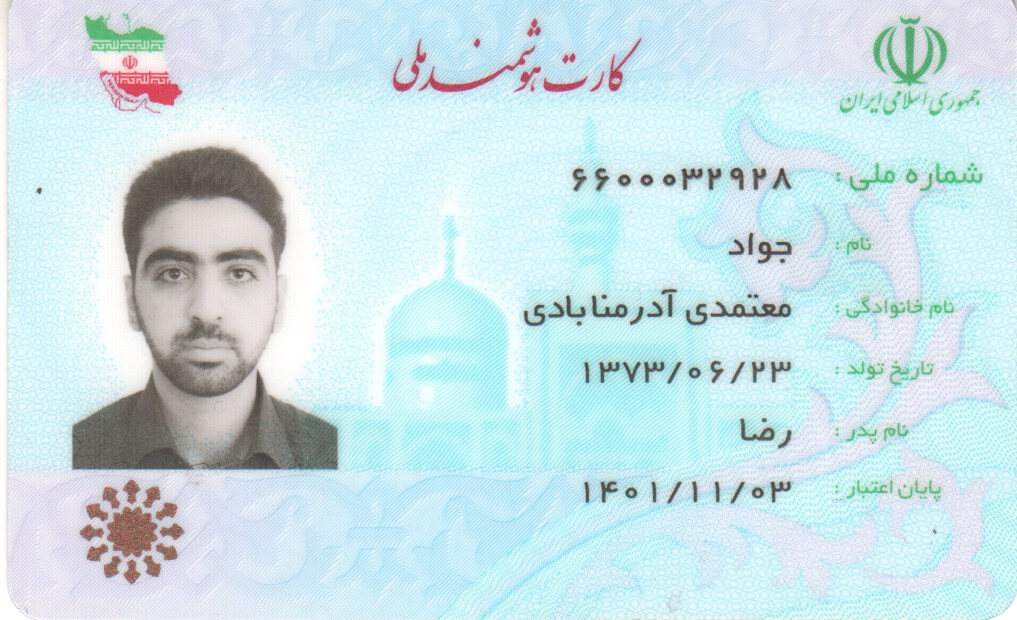 کارت هوشمند ملی
جمهوری اسلامی ایران
شماره ملی : ۶۶۰۰۰۳۲۹۲۸
نام : جواد
نام خانوادگی : معتمدی آدرمنابادی
تاریخ تولد : ۱۳۷۳/۰۶/۲۳
نام پدر : رضا
پایان اعتبار : ۱۴۰۱/۱۱/۰۳